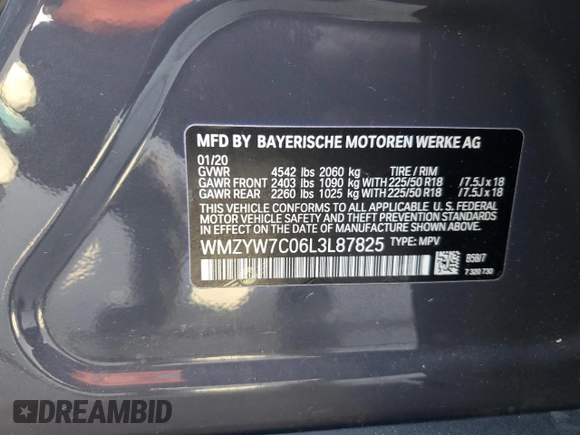 MFD BY BAYERISCHE MOTOREN WERKE AG
01/20
GVWR 4542 lbs 2060 kg TIRE / RIM
GAWR FRONT 2403 lbs 1090 kg WITH 225/50 R18 /7.5J x 18
GAWR REAR 2260 lbs 1025 kg WITH 225/50 R18 /7.5J x 18
THIS VEHICLE CONFORMS TO ALL APPLICABLE U. S. FEDERAL
MOTOR VEHICLE SAFETY AND THEFT PREVENTION STANDARDS
IN EFFECT ON THE DATE OF MANUFACTURE SHOWN ABOVE.
WMZYW7C06L3L87825 TYPE: MPV
B58/7
7 320 730
DREAMBID